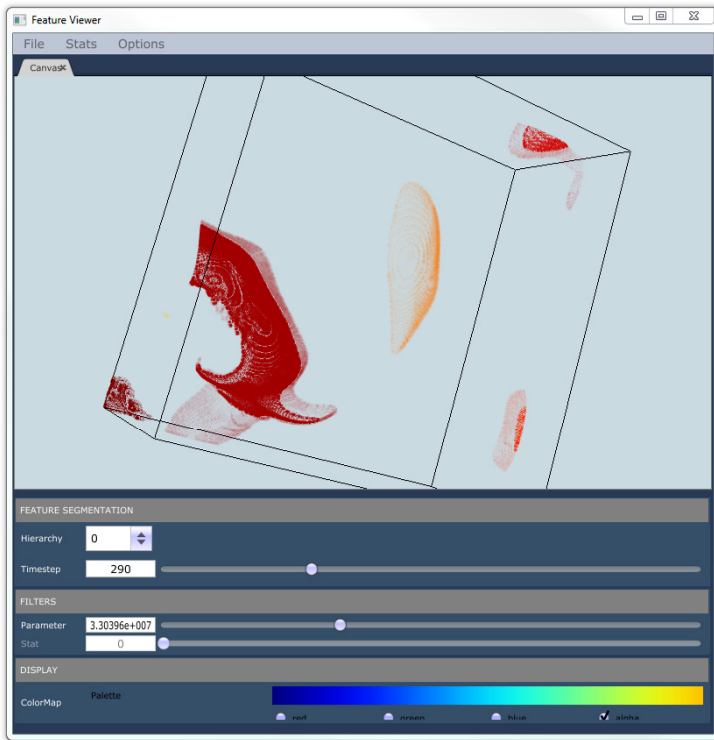 Feature Viewer
File Stats Options
Canvas
FEATURE SEGMENTATION
Hierarchy 0
Timestep 290
FILTERS
Parameter 3.30396e+007
Stat 0
DISPLAY
ColorMap Palette
red green blue alpha